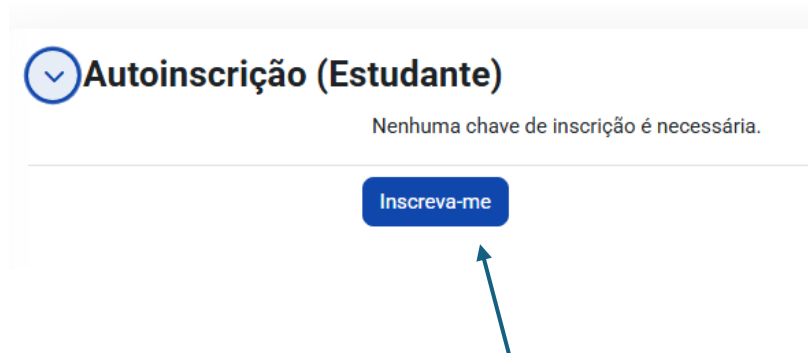 Autoinscrição (Estudante)
Nenhuma chave de inscrição é necessária.
Inscreva-me